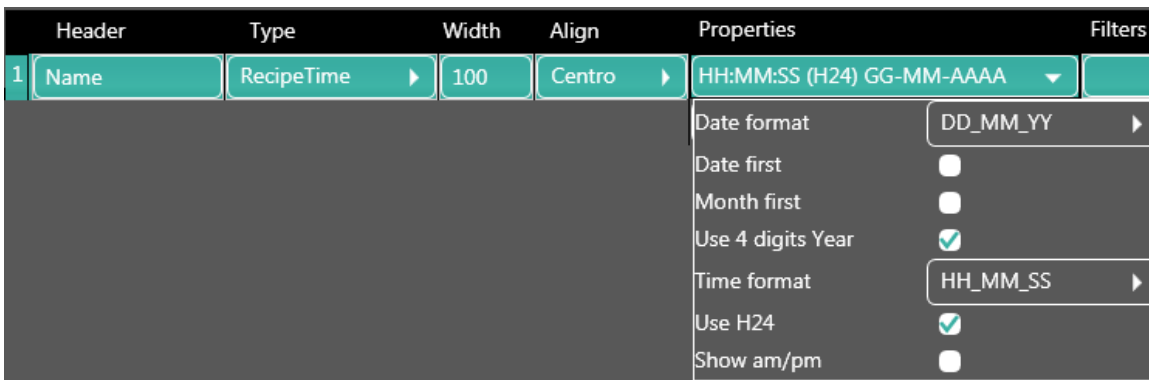 Header Type Width Align Properties Filters
1 Name RecipeTime 100 Centro HH:MM:SS (H24) GG-MM-AAAA
Date format DD_MM_YY
Date first
Month first
Use 4 digits Year
Time format HH_MM_SS
Use H24
Show am/pm